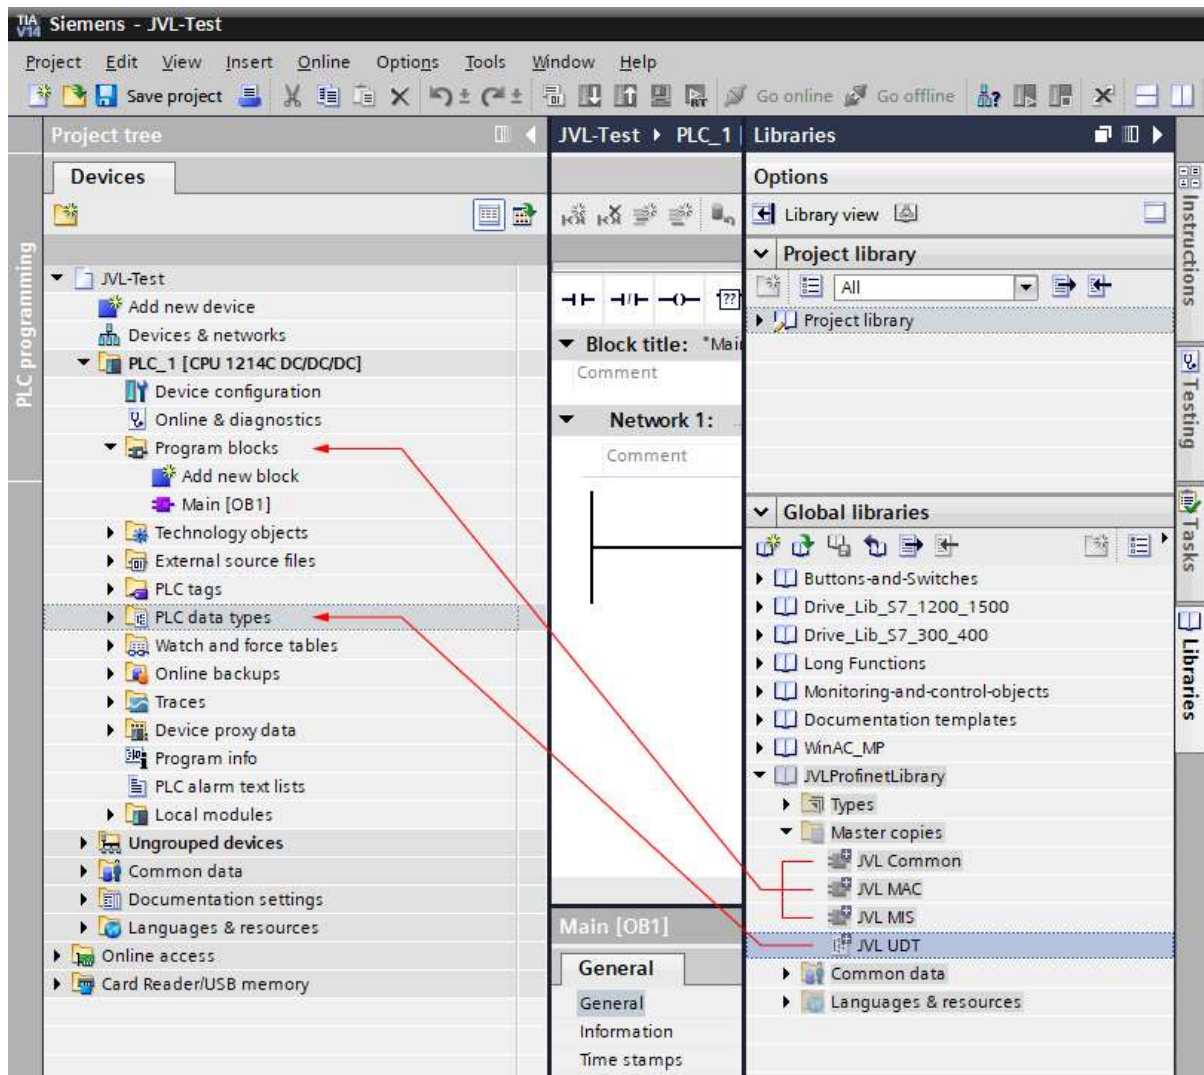 TIA V14 Siemens - JVL-Test
Project Edit View Insert Online Options Tools Window Help
Save project Go online Go offline
PLC programming
Project tree
Devices
JVL-Test
Add new device
Devices & networks
PLC_1 [CPU 1214C DC/DC/DC]
Device configuration
Online & diagnostics
Program blocks
Add new block
Main [OB1]
Technology objects
External source files
PLC tags
PLC data types
Watch and force tables
Online backups
Traces
Device proxy data
Program info
PLC alarm text lists
Local modules
Ungrouped devices
Common data
Documentation settings
Languages & resources
Online access
Card Reader/USB memory
JVL-Test PLC_1
??
Block title: "Mai
Comment
Network 1:
Comment
Main [OB1]
General
General
Information
Time stamps
Libraries
Options
Library view
Project library
All
Project library
Global libraries
Buttons-and-Switches
Drive_Lib_S7_1200_1500
Drive_Lib_S7_300_400
Long Functions
Monitoring-and-control-objects
Documentation templates
WinAC_MP
JVLProfinetLibrary
Types
Master copies
JVL Common
JVL MAC
JVL MIS
JVL UDT
Common data
Languages & resources
Instructions
Testing
Tasks
Libraries